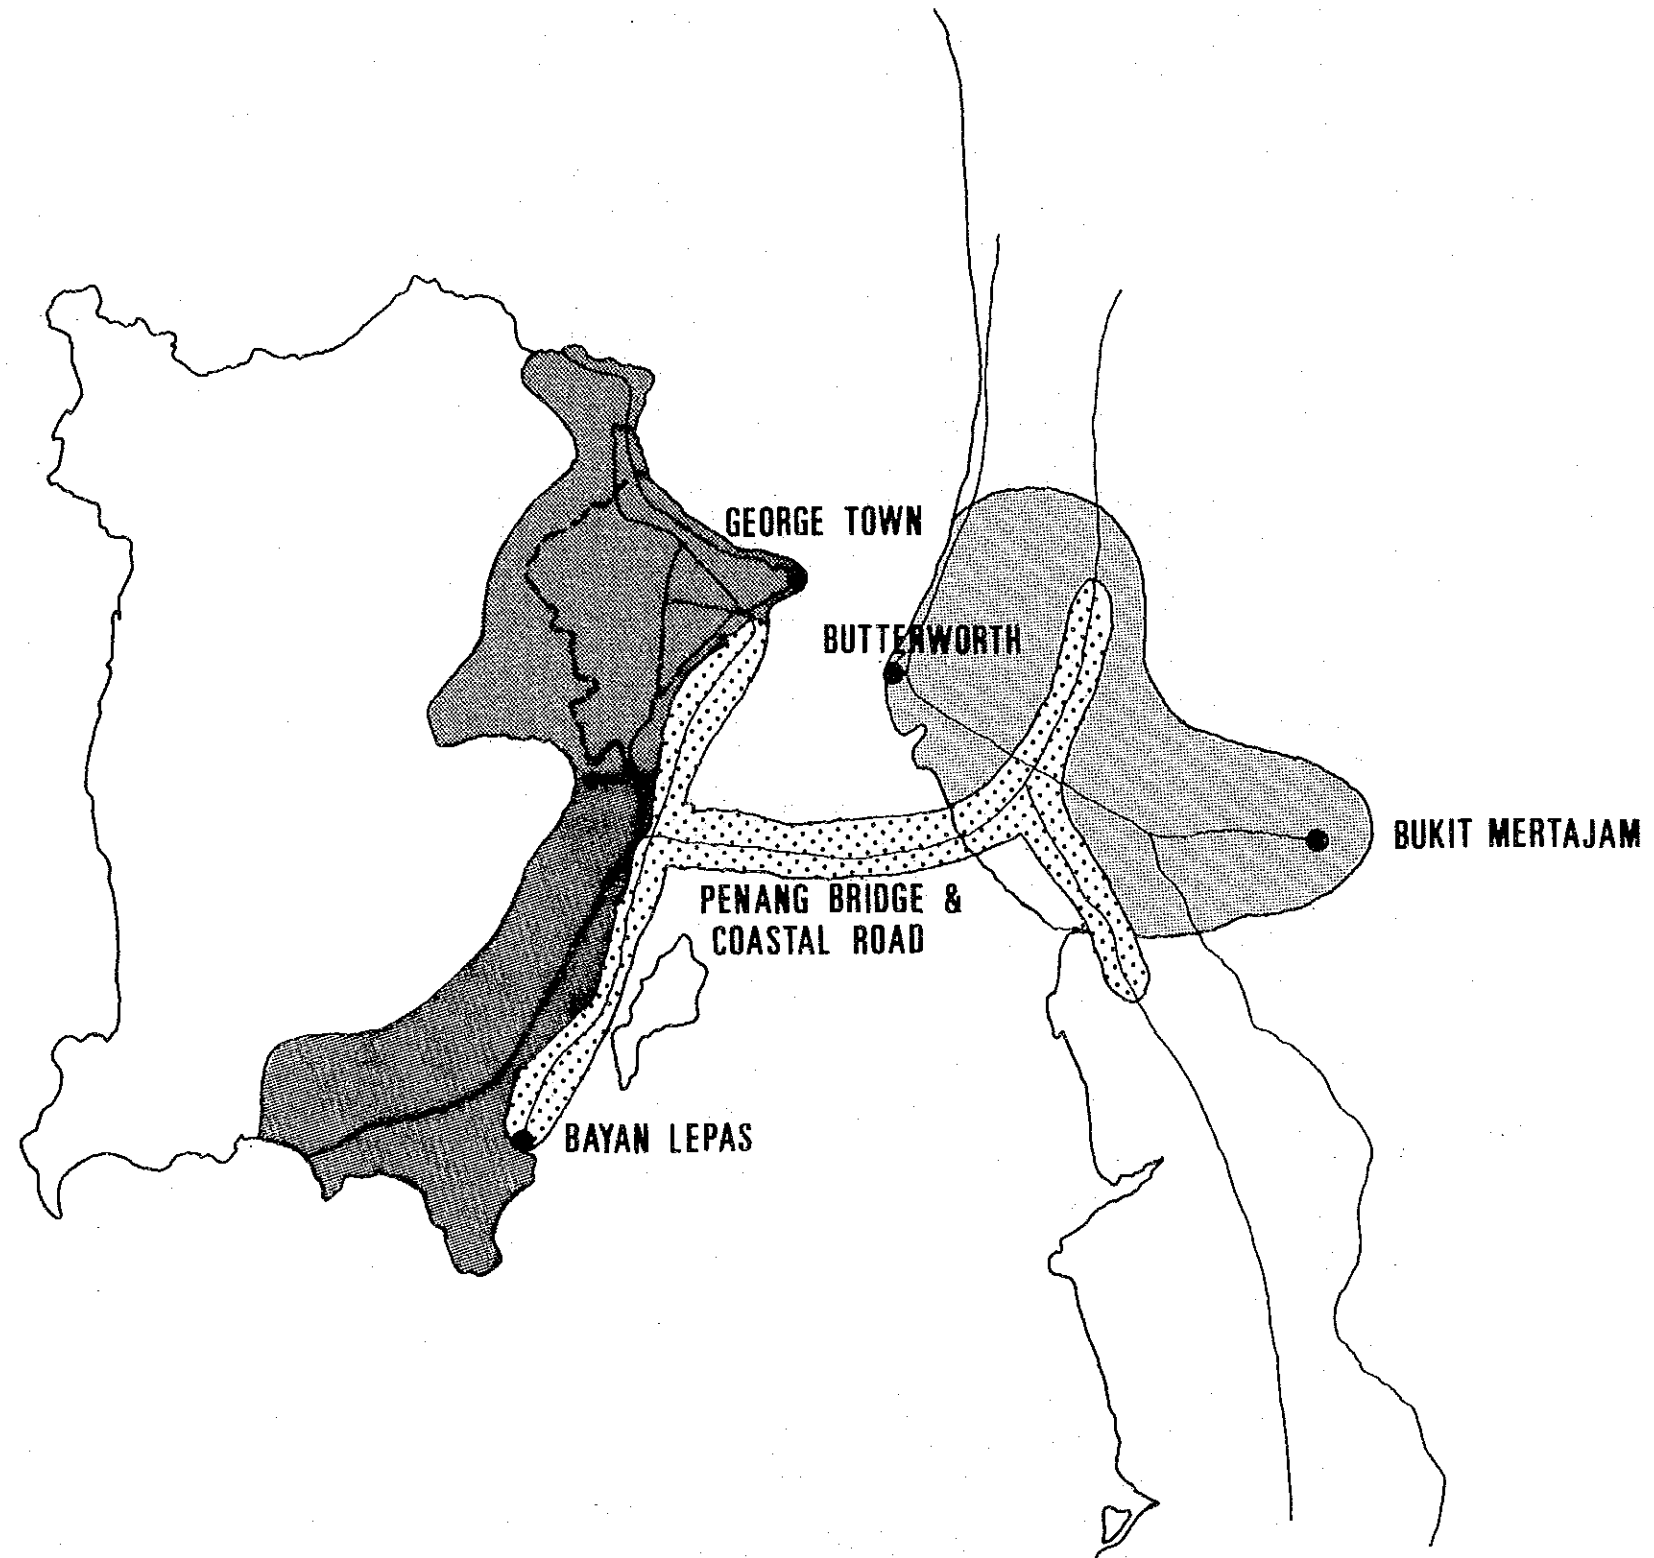 GEORGE TOWN
BUTTERWORTH
BUKIT MERTAJAM
PENANG BRIDGE &
COASTAL ROAD
BAYAN LEPAS